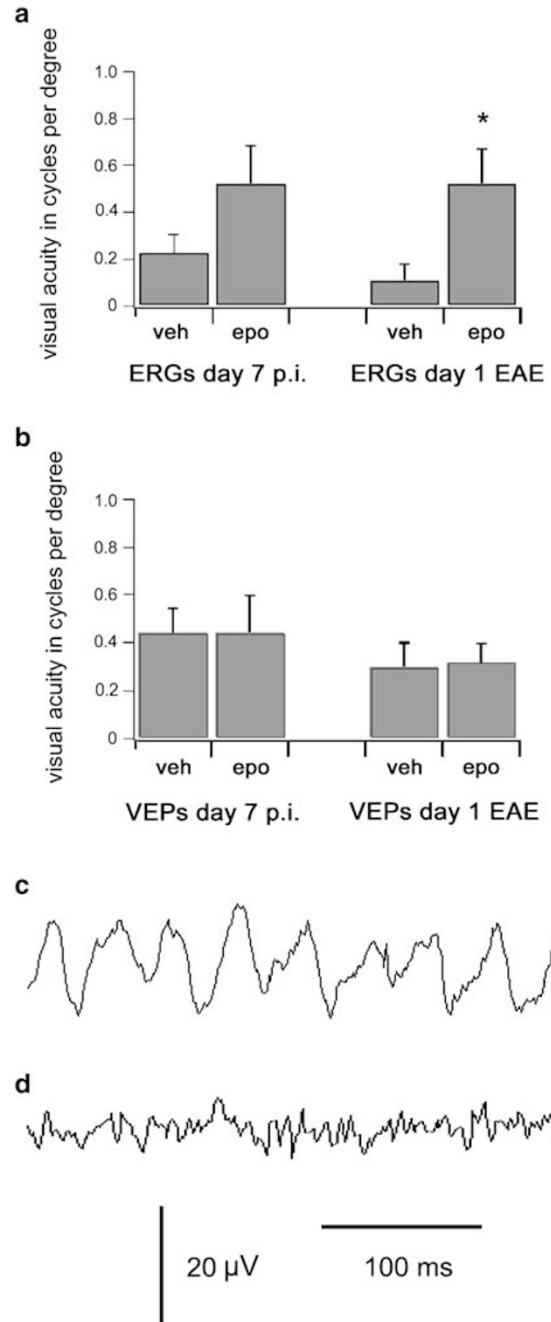 a
visual acuity in cycles per degree
1.0
0.8
0.6
0.4
0.2
0
*
veh epo veh epo
ERGs day 7 p.i. ERGs day 1 EAE
b
visual acuity in cycles per degree
1.0
0.8
0.6
0.4
0.2
0
veh epo veh epo
VEPs day 7 p.i. VEPs day 1 EAE
c
d
20 µV 100 ms